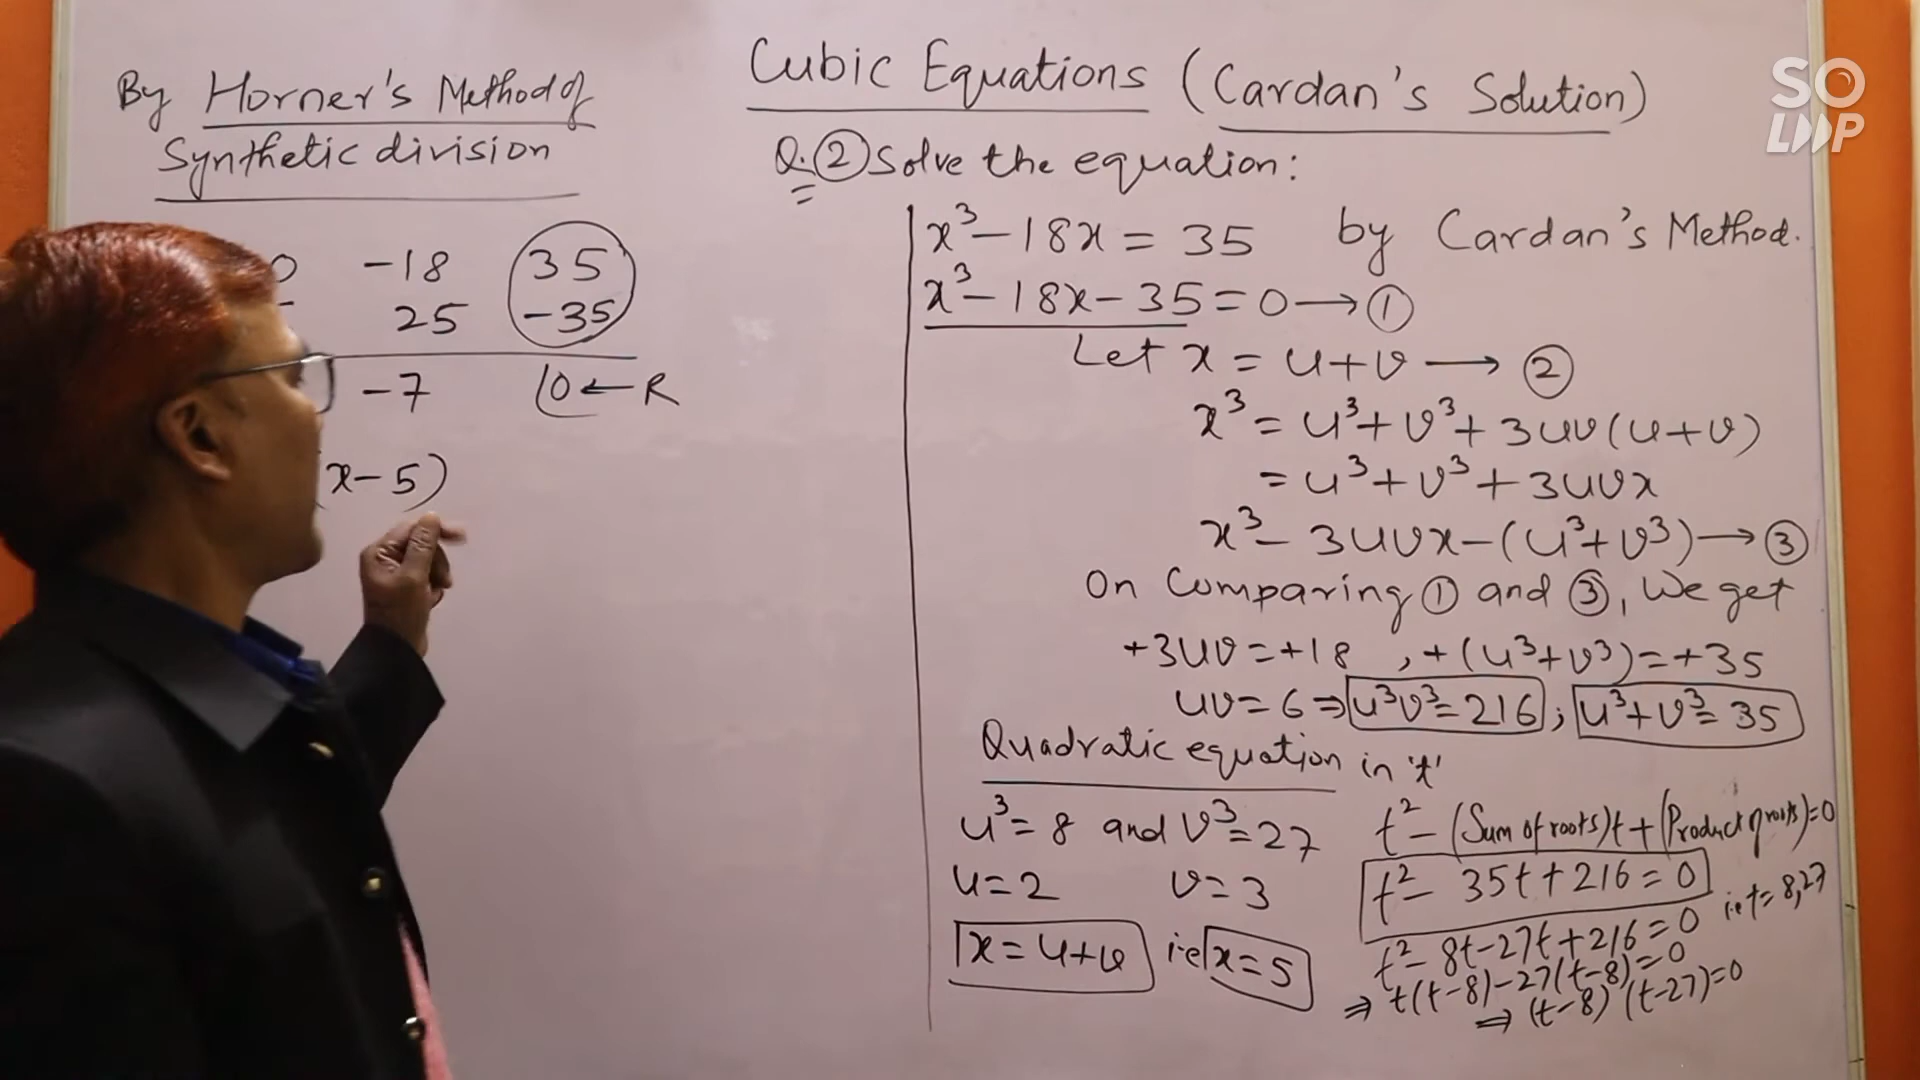 By Horner's Method of
Synthetic division
0 -18 35
25 -35
-7 0 ← R
(x-5)
Cubic Equations (Cardan's Solution)
Q. ② Solve the equation:
x³-18x = 35 by Cardan's Method.
x³-18x-35=0 → ①
Let x = u+v → ②
x³ = u³+v³+3uv(u+v)
= u³+v³+3uvx
x³-3uvx-(u³+v³) → ③
On Comparing ① and ③, We get
+3uv=+18 , +(u³+v³)=+35
uv=6 ⇒ u³v³=216 ; u³+v³=35
Quadratic equation in 't'
u³=8 and v³=27
u=2 v=3
x=u+v i.e x=5
t²-(Sum of roots)t+(Product of roots)=0
t²-35t+216=0 i.e t=8,27
t²-8t-27t+216=0
⇒ t(t-8)-27(t-8)=0
⇒ (t-8) (t-27)=0
SO
LOOP